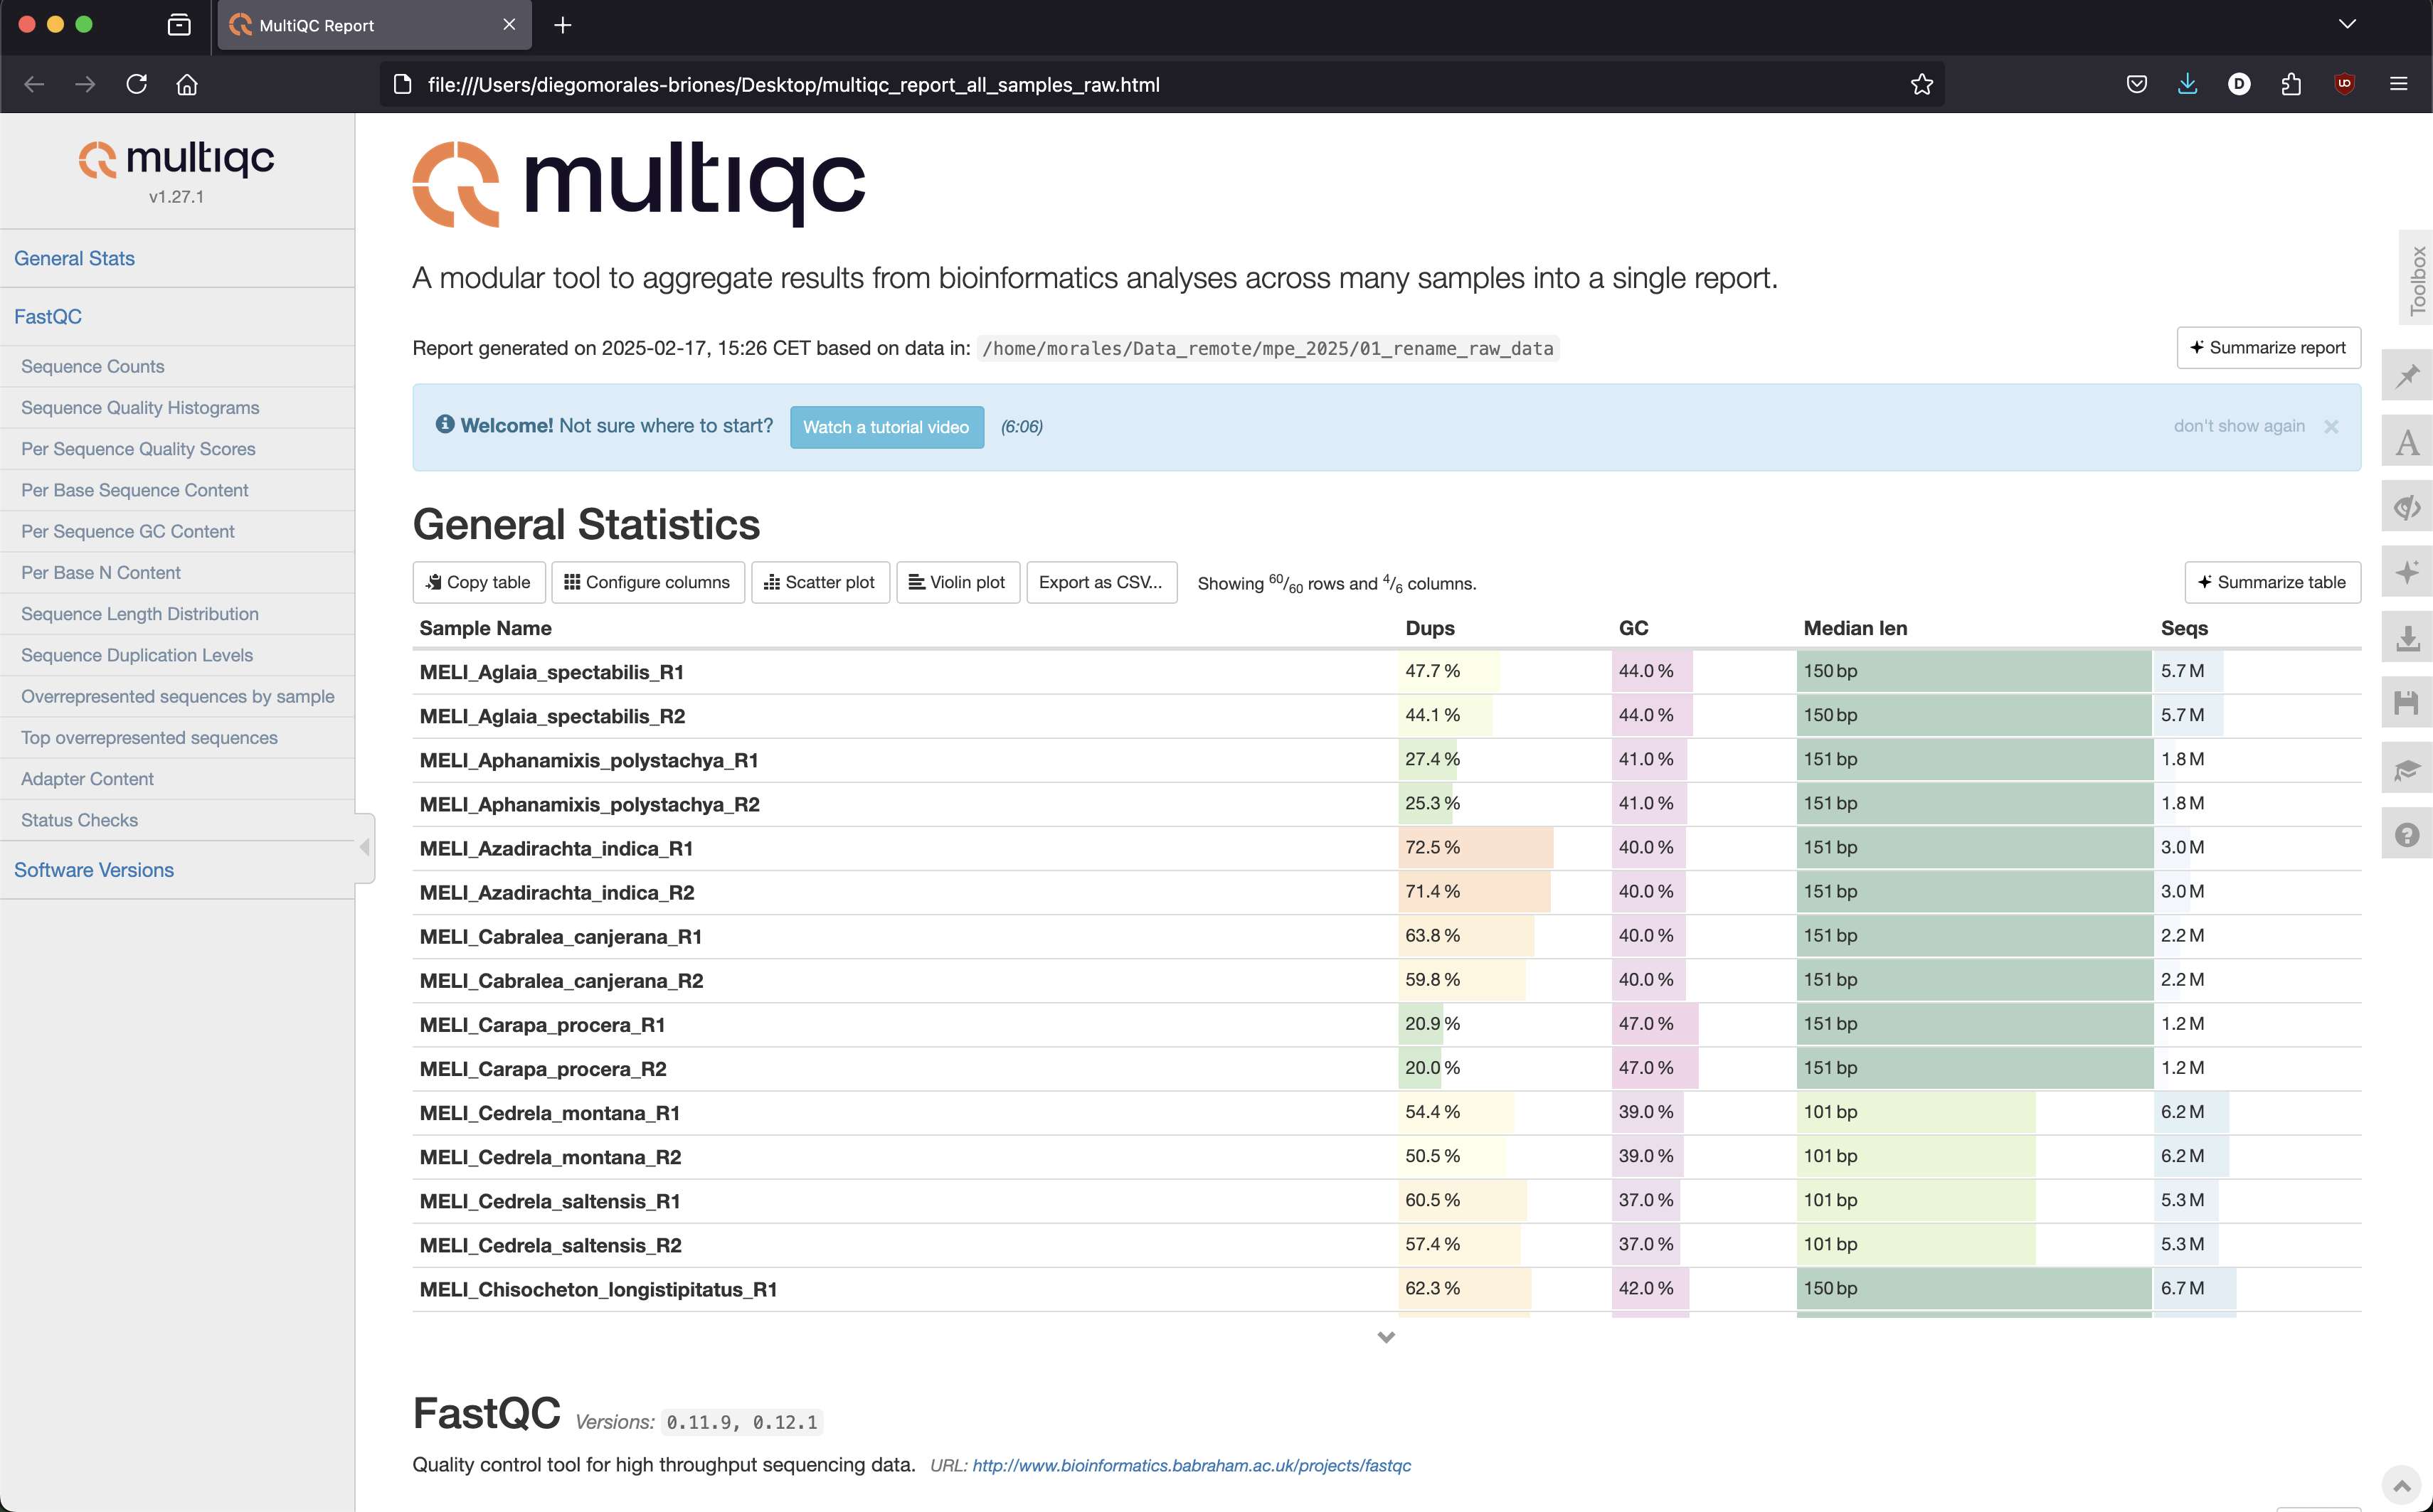 MultiQC Report
file:///Users/diegomorales-briones/Desktop/multiqc_report_all_samples_raw.html
multiqc
v1.27.1
General Stats
FastQC
Sequence Counts
Sequence Quality Histograms
Per Sequence Quality Scores
Per Base Sequence Content
Per Sequence GC Content
Per Base N Content
Sequence Length Distribution
Sequence Duplication Levels
Overrepresented sequences by sample
Top overrepresented sequences
Adapter Content
Status Checks
Software Versions
multiqc
A modular tool to aggregate results from bioinformatics analyses across many samples into a single report.
Report generated on 2025-02-17, 15:26 CET based on data in: /home/morales/Data_remote/mpe_2025/01_rename_raw_data
Summarize report
Welcome! Not sure where to start? Watch a tutorial video (6:06) don't show again
General Statistics
Copy table Configure columns Scatter plot Violin plot Export as CSV... Showing 60/60 rows and 4/6 columns. Summarize table
Sample Name Dups GC Median len Seqs
MELI_Aglaia_spectabilis_R1 47.7 % 44.0 % 150 bp 5.7 M
MELI_Aglaia_spectabilis_R2 44.1 % 44.0 % 150 bp 5.7 M
MELI_Aphanamixis_polystachya_R1 27.4 % 41.0 % 151 bp 1.8 M
MELI_Aphanamixis_polystachya_R2 25.3 % 41.0 % 151 bp 1.8 M
MELI_Azadirachta_indica_R1 72.5 % 40.0 % 151 bp 3.0 M
MELI_Azadirachta_indica_R2 71.4 % 40.0 % 151 bp 3.0 M
MELI_Cabralea_canjerana_R1 63.8 % 40.0 % 151 bp 2.2 M
MELI_Cabralea_canjerana_R2 59.8 % 40.0 % 151 bp 2.2 M
MELI_Carapa_procera_R1 20.9 % 47.0 % 151 bp 1.2 M
MELI_Carapa_procera_R2 20.0 % 47.0 % 151 bp 1.2 M
MELI_Cedrela_montana_R1 54.4 % 39.0 % 101 bp 6.2 M
MELI_Cedrela_montana_R2 50.5 % 39.0 % 101 bp 6.2 M
MELI_Cedrela_saltensis_R1 60.5 % 37.0 % 101 bp 5.3 M
MELI_Cedrela_saltensis_R2 57.4 % 37.0 % 101 bp 5.3 M
MELI_Chisocheton_longistipitatus_R1 62.3 % 42.0 % 150 bp 6.7 M
FastQC Versions: 0.11.9, 0.12.1
Quality control tool for high throughput sequencing data. URL: http://www.bioinformatics.babraham.ac.uk/projects/fastqc
Toolbox
A
D